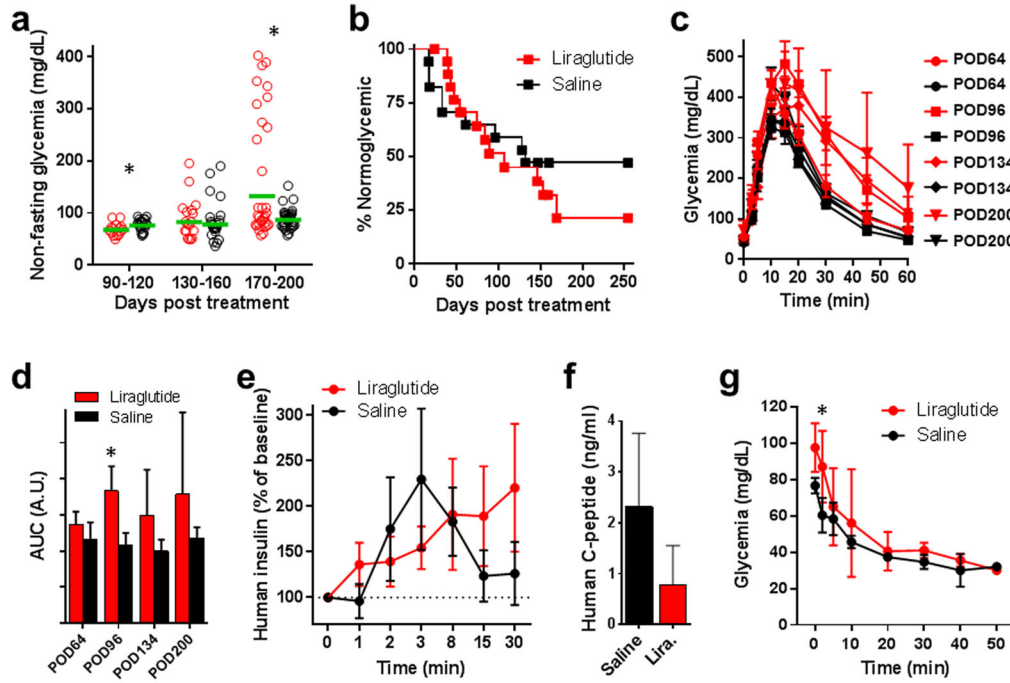 a
Non-fasting glycemia (mg/dL)
400
300
200
100
0
*
*
90-120
130-160
170-200
Days post treatment
b
% Normoglycemic
100
75
50
25
0
Liraglutide
Saline
0
50
100
150
200
250
Days post treatment
c
Glycemia (mg/dL)
500
400
300
200
100
0
0
10
20
30
40
50
60
Time (min)
POD64
POD64
POD96
POD96
POD134
POD134
POD200
POD200
d
Liraglutide
Saline
AUC (A.U.)
*
POD64
POD96
POD134
POD200
e
Liraglutide
Saline
Human insulin (% of baseline)
300
250
200
150
100
0
1
2
3
8
15
30
Time (min)
f
Human C-peptide (ng/ml)
4
3
2
1
0
Saline
Lira.
g
Glycemia (mg/dL)
120
100
80
60
40
20
0
*
Liraglutide
Saline
0
10
20
30
40
50
Time (min)